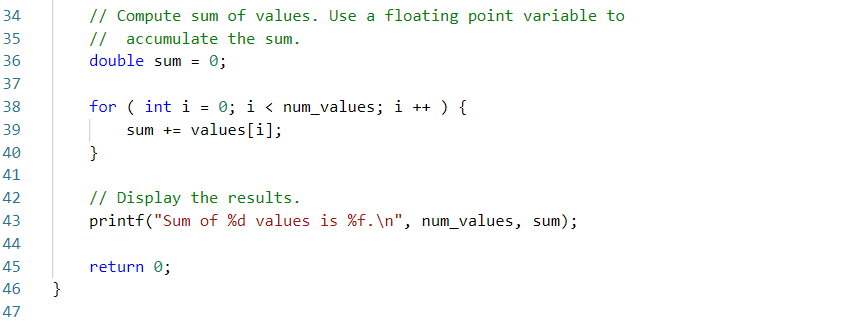 34 // Compute sum of values. Use a floating point variable to
35 //  accumulate the sum.
36 double sum = 0;
37
38 for ( int i = 0; i < num_values; i ++ ) {
39 sum += values[i];
40 }
41
42 // Display the results.
43 printf("Sum of %d values is %f.\n", num_values, sum);
44
45 return 0;
46 }
47